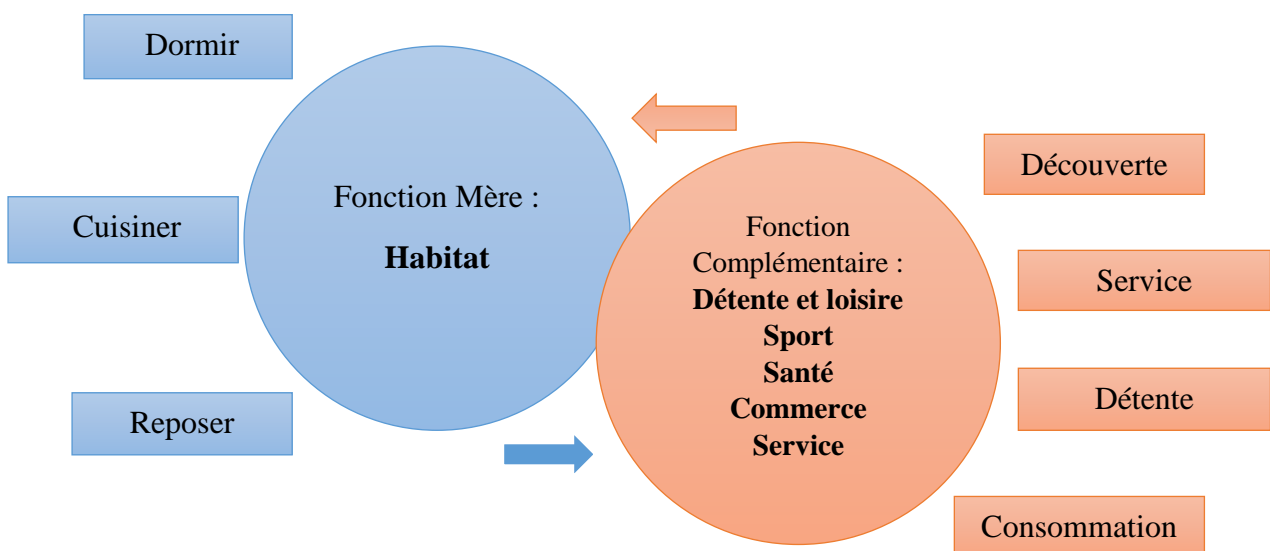 Dormir
Cuisiner
Reposer
Fonction Mère :
Habitat
Fonction
Complémentaire :
Détente et loisire
Sport
Santé
Commerce
Service
Découverte
Service
Détente
Consommation